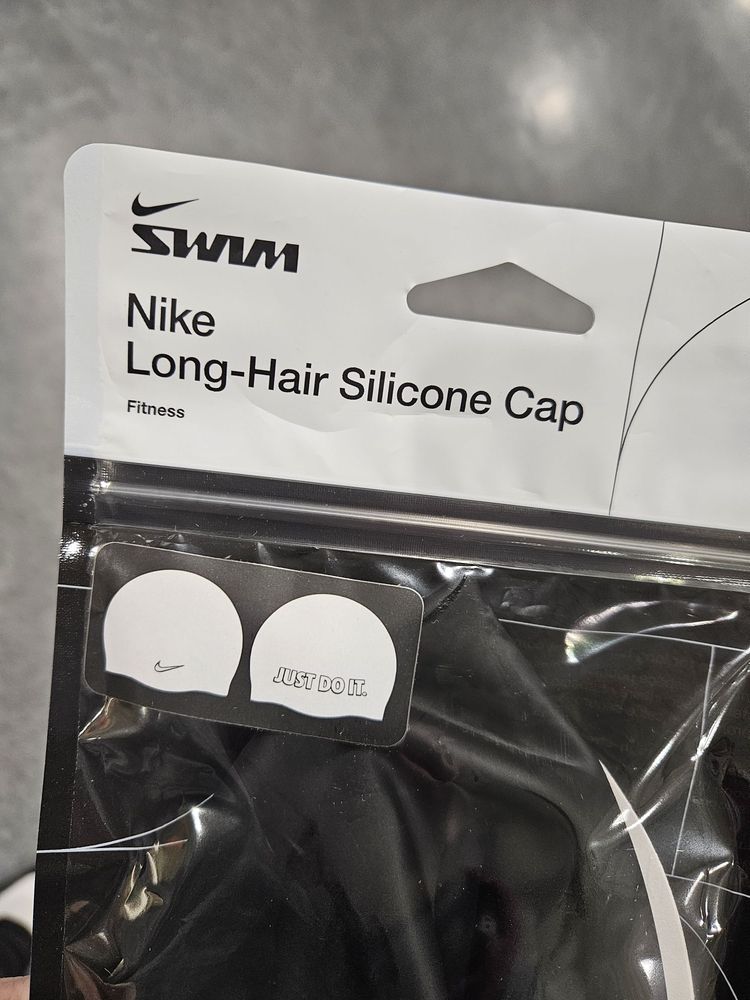 SWIM
Nike
Long-Hair Silicone Cap
Fitness
JUST DO IT.